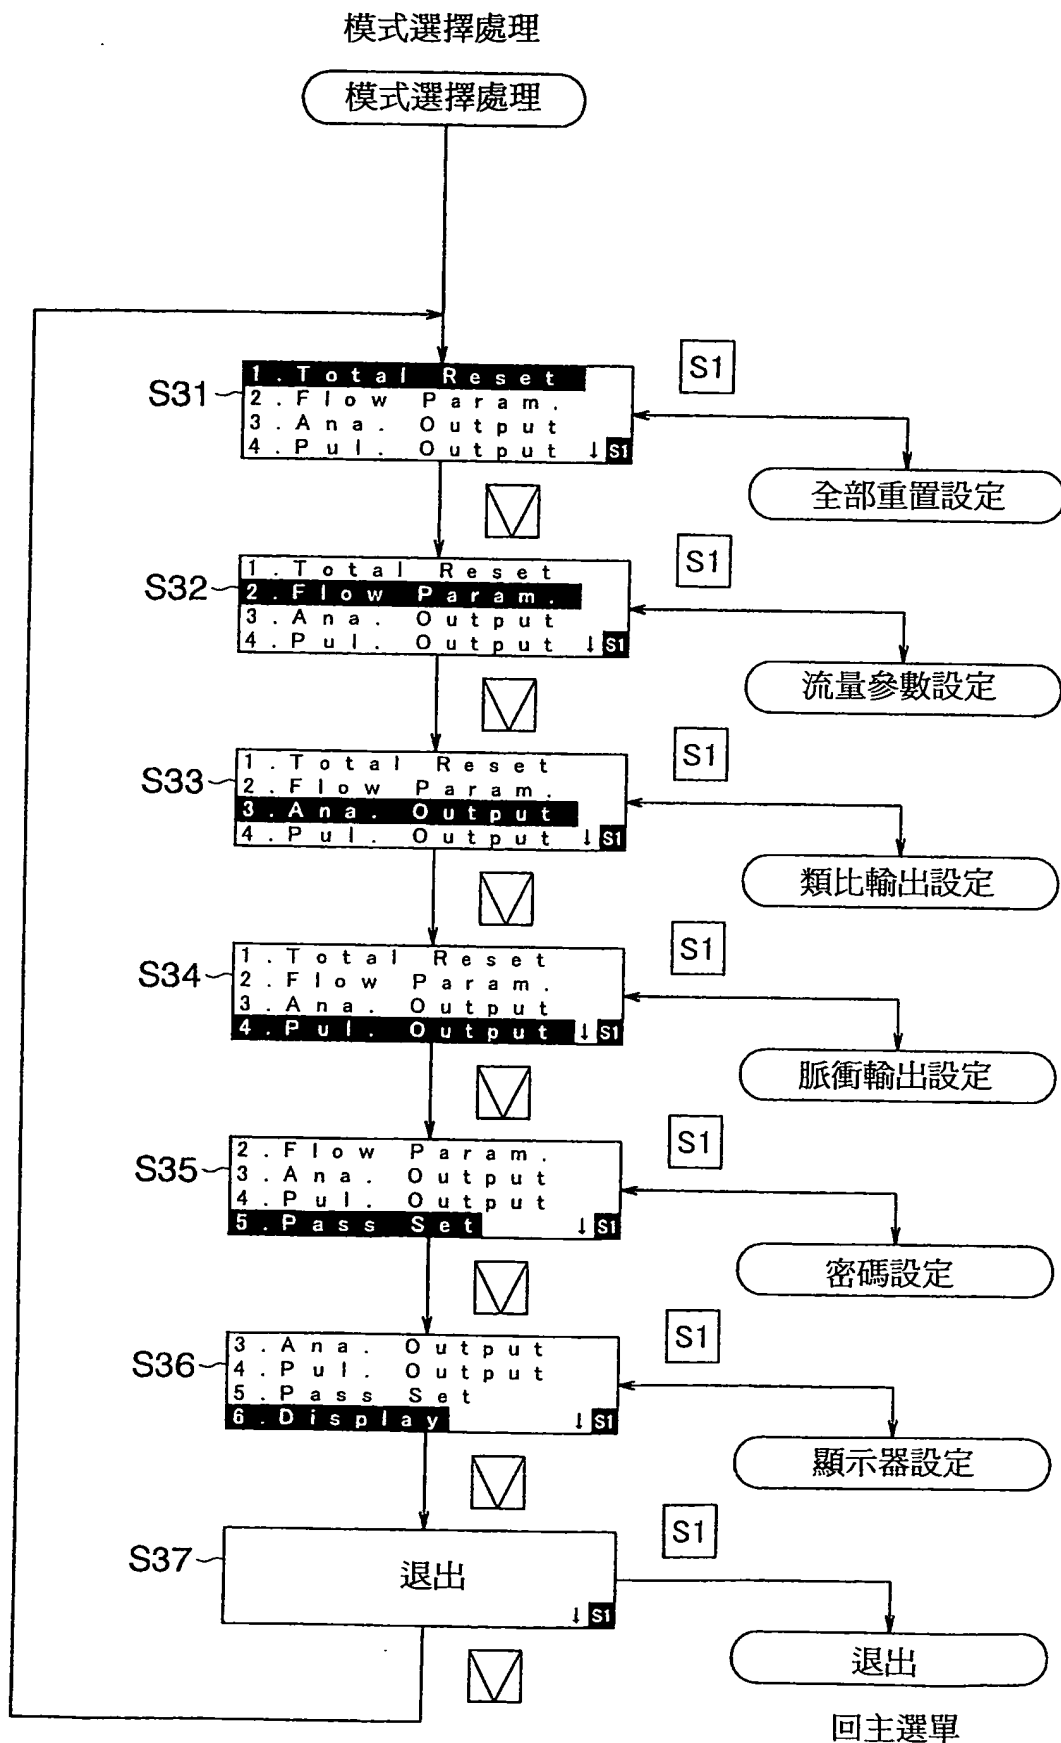 模式選擇處理
模式選擇處理
S31
1.Total Reset
2.Flow Param.
3.Ana. Output
4.Pul. Output ↓ S1
S1
全部重置設定
S32
1.Total Reset
2.Flow Param.
3.Ana. Output
4.Pul. Output ↓ S1
S1
流量參數設定
S33
1.Total Reset
2.Flow Param.
3.Ana. Output
4.Pul. Output ↓ S1
S1
類比輸出設定
S34
1.Total Reset
2.Flow Param.
3.Ana. Output
4.Pul. Output ↓ S1
S1
脈衝輸出設定
S35
2.Flow Param.
3.Ana. Output
4.Pul. Output
5.Pass Set ↓ S1
S1
密碼設定
S36
3.Ana. Output
4.Pul. Output
5.Pass Set
6.Display ↓ S1
S1
顯示器設定
S37
退出
↓ S1
S1
退出
回主選單